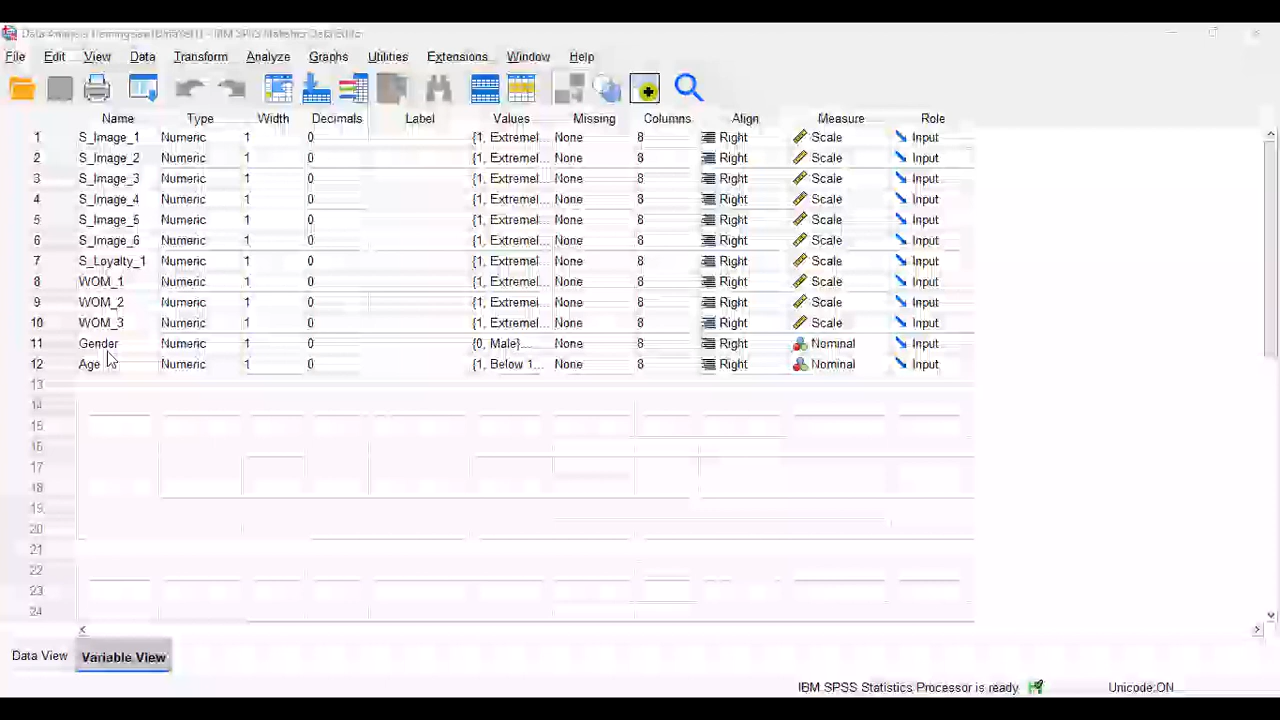 IBM SPSS Statistics Data Editor
File Edit View Data Transform Analyze Graphs Utilities Extensions Window Help
Name Type Width Decimals Label Values Missing Columns Align Measure Role
1 S_Image_1 Numeric 1 0 {1, Extremel... None 8 Right Scale Input
2 S_Image_2 Numeric 1 0 {1, Extremel... None 8 Right Scale Input
3 S_Image_3 Numeric 1 0 {1, Extremel... None 8 Right Scale Input
4 S_Image_4 Numeric 1 0 {1, Extremel... None 8 Right Scale Input
5 S_Image_5 Numeric 1 0 {1, Extremel... None 8 Right Scale Input
6 S_Image_6 Numeric 1 0 {1, Extremel... None 8 Right Scale Input
7 S_Loyalty_1 Numeric 1 0 {1, Extremel... None 8 Right Scale Input
8 WOM_1 Numeric 1 0 {1, Extremel... None 8 Right Scale Input
9 WOM_2 Numeric 1 0 {1, Extremel... None 8 Right Scale Input
10 WOM_3 Numeric 1 0 {1, Extremel... None 8 Right Scale Input
11 Gender Numeric 1 0 {0, Male}... None 8 Right Nominal Input
12 Age Numeric 1 0 {1, Below 1... None 8 Right Nominal Input
13
14
15
16
17
18
19
20
21
22
23
24
Data View Variable View
IBM SPSS Statistics Processor is ready Unicode:ON